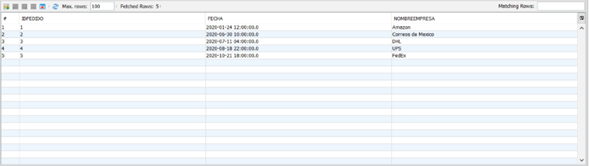 Max. rows: 100 Fetched Rows: 5 Matching Rows:
# IDPEDIDO FECHA NOMBREEMPRESA
1 1 2020-01-24 12:00:00.0 Amazon
2 2 2020-06-30 10:00:00.0 Correos de Mexico
3 3 2020-07-11 04:00:00.0 DHL
4 4 2020-08-18 22:00:00.0 UPS
5 5 2020-10-21 18:00:00.0 FedEx